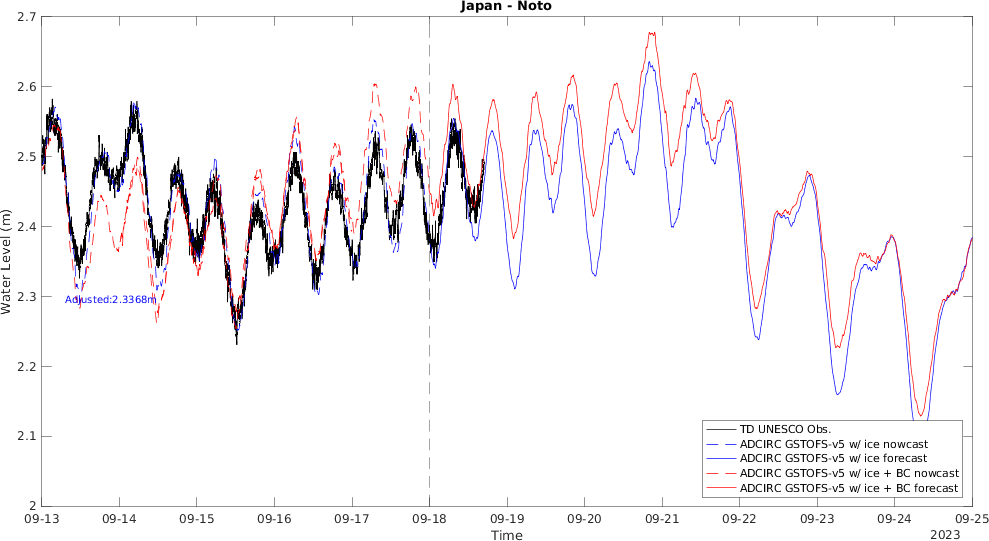 Japan - Noto
2.7
2.6
2.5
2.4
2.3
2.2
2.1
2
Water Level (m)
Adjusted:2.3368m
TD UNESCO Obs.
ADCIRC GSTOFS-v5 w/ ice nowcast
ADCIRC GSTOFS-v5 w/ ice forecast
ADCIRC GSTOFS-v5 w/ ice + BC nowcast
ADCIRC GSTOFS-v5 w/ ice + BC forecast
09-13 09-14 09-15 09-16 09-17 09-18 09-19 09-20 09-21 09-22 09-23 09-24 09-25
Time
2023